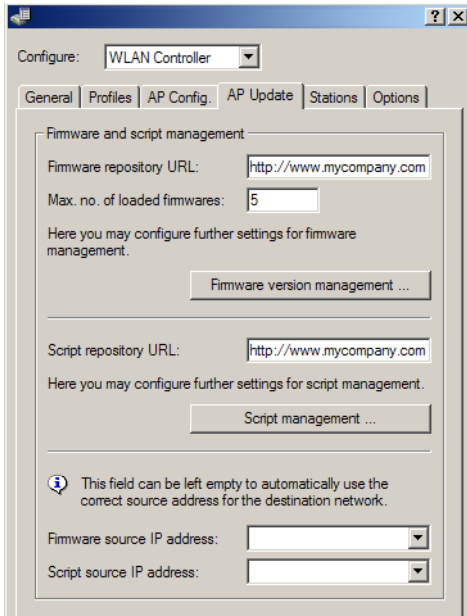 Configure: WLAN Controller
General Profiles AP Config. AP Update Stations Options
Firmware and script management
Firmware repository URL: http://www.mycompany.com
Max. no. of loaded firmwares: 5
Here you may configure further settings for firmware
management.
Firmware version management ...
Script repository URL: http://www.mycompany.com
Here you may configure further settings for script management.
Script management ...
This field can be left empty to automatically use the
correct source address for the destination network.
Firmware source IP address:
Script source IP address: